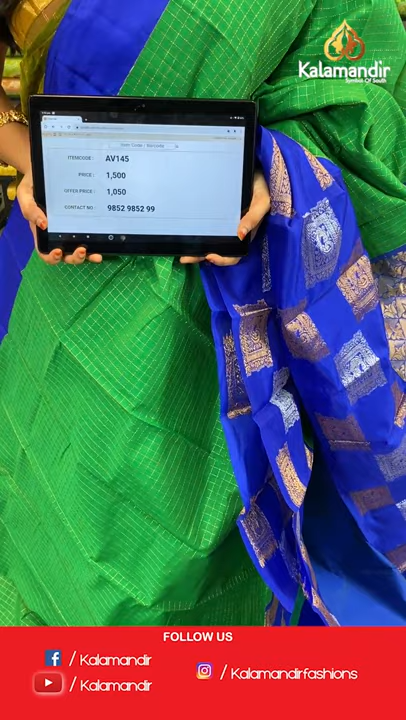 Kalamandir
Symbol Of South
ITEMCODE : AV145
PRICE : 1,500
OFFER PRICE : 1,050
CONTACT NO : 9852 9852 99
FOLLOW US
/ Kalamandir
/ Kalamandirfashions
/ Kalamandir